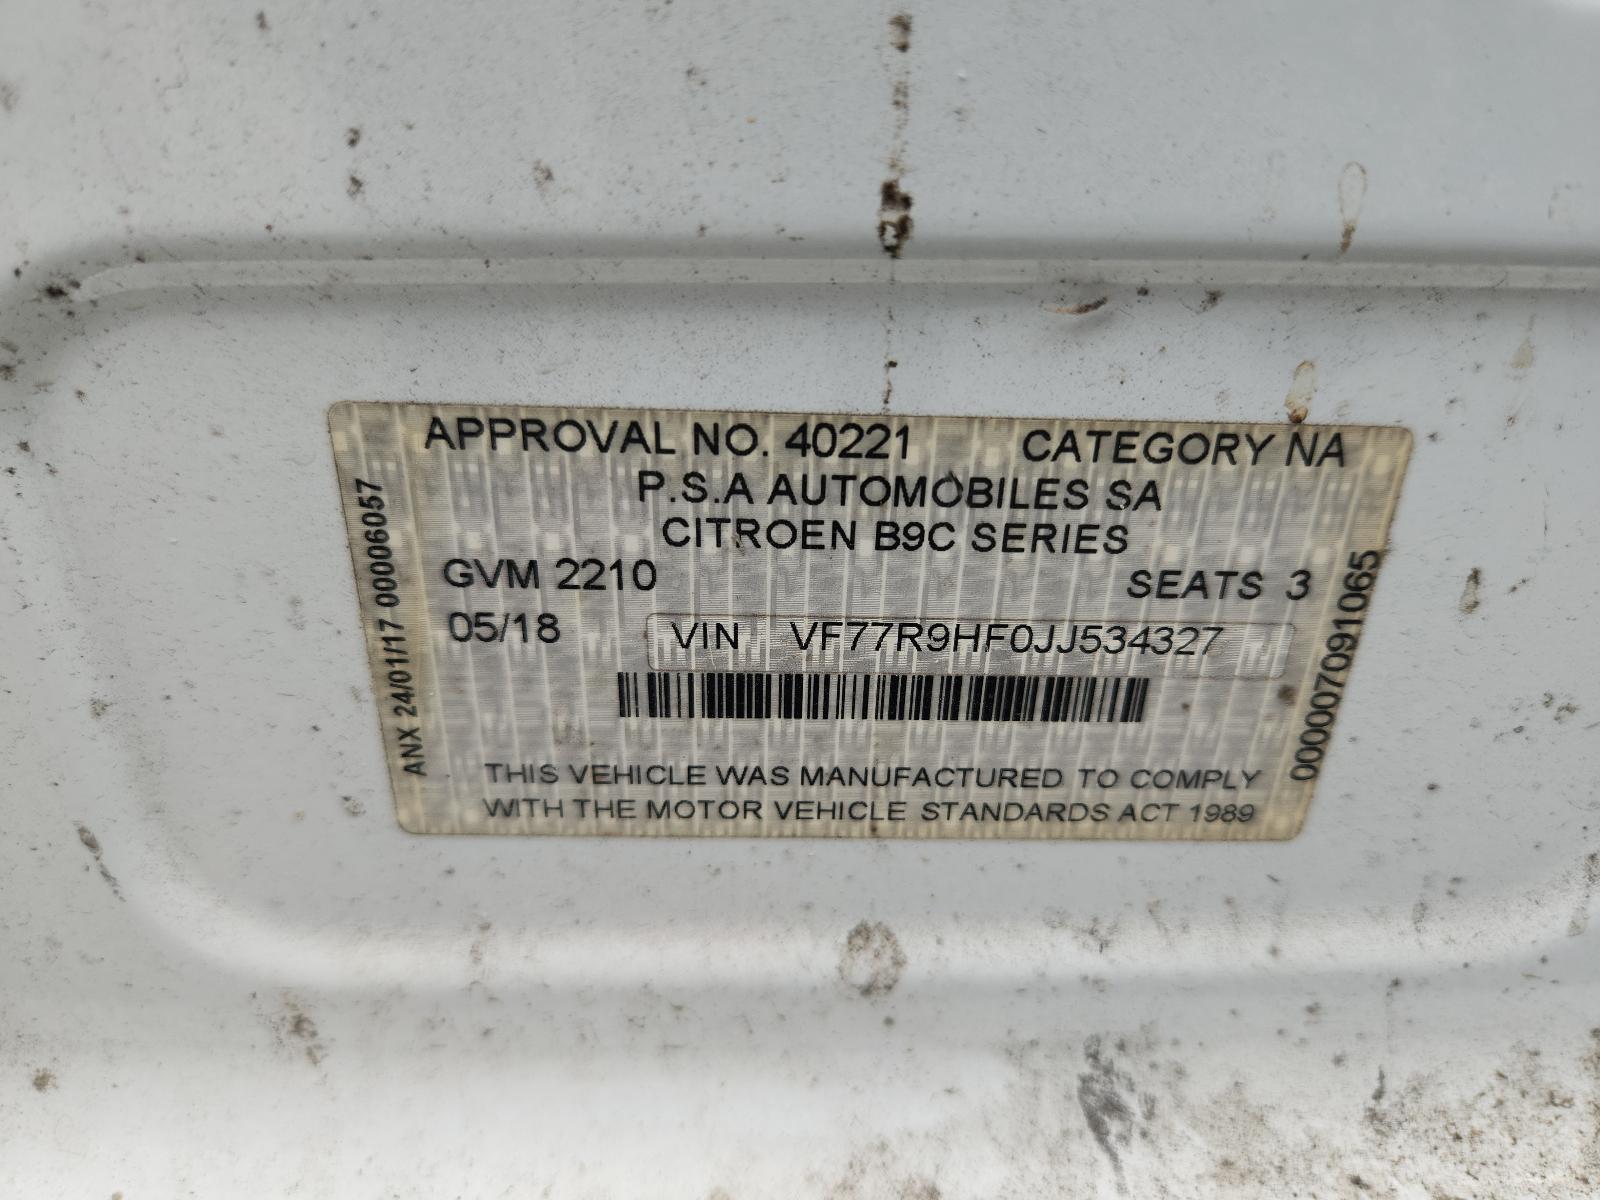 APPROVAL NO. 40221 CATEGORY NA
P.S.A AUTOMOBILES SA
CITROEN B9C SERIES
GVM 2210 SEATS 3
05/18 VIN VF77R9HF0JJ534327
THIS VEHICLE WAS MANUFACTURED TO COMPLY
WITH THE MOTOR VEHICLE STANDARDS ACT 1989
ANX 24/01/17 00006057
00007091065